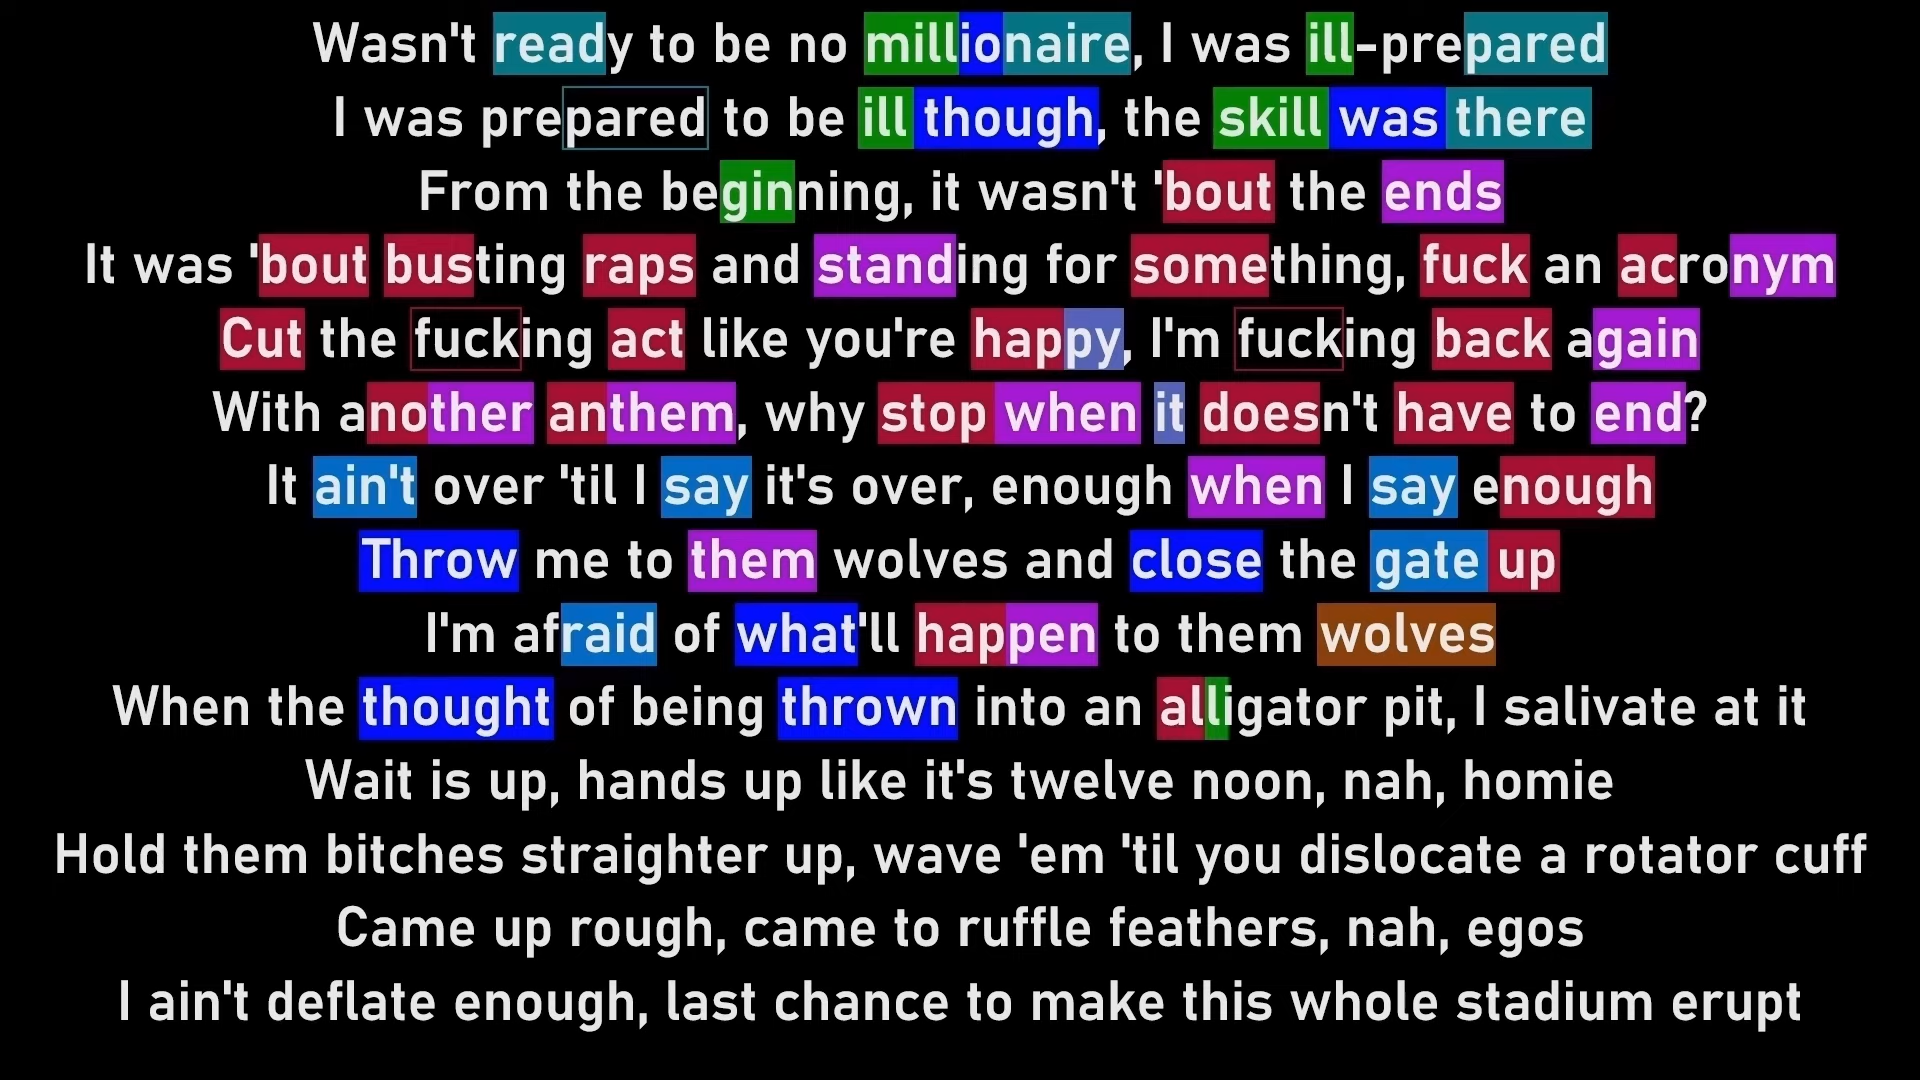 Wasn't ready to be no millionaire, I was ill-prepared
I was prepared to be ill though, the skill was there
From the beginning, it wasn't 'bout the ends
It was 'bout busting raps and standing for something, fuck an acronym
Cut the fucking act like you're happy, I'm fucking back again
With another anthem, why stop when it doesn't have to end?
It ain't over 'til I say it's over, enough when I say enough
Throw me to them wolves and close the gate up
I'm afraid of what'll happen to them wolves
When the thought of being thrown into an alligator pit, I salivate at it
Wait is up, hands up like it's twelve noon, nah, homie
Hold them bitches straighter up, wave 'em 'til you dislocate a rotator cuff
Came up rough, came to ruffle feathers, nah, egos
I ain't deflate enough, last chance to make this whole stadium erupt